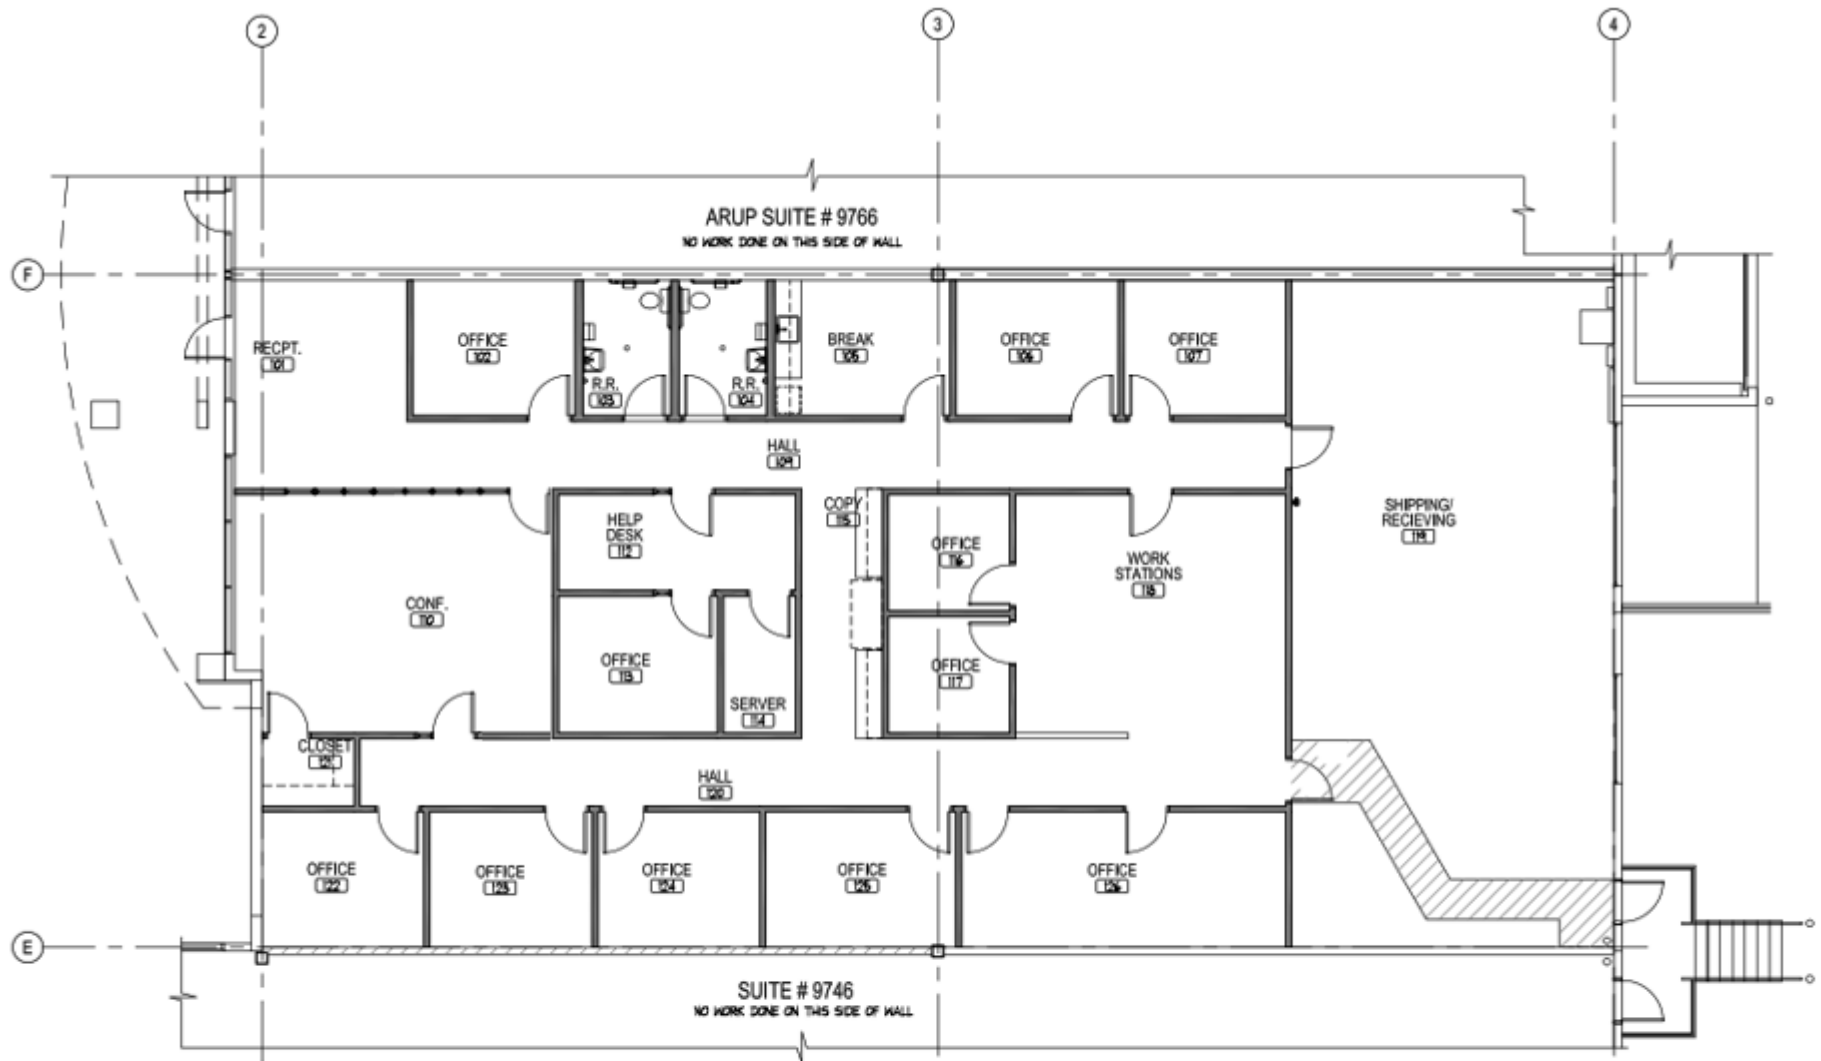 2
3
4
ARUP SUITE # 9766
NO WORK DONE ON THIS SIDE OF WALL
F
RECPT.
101
OFFICE
102
R.R.
103
R.R.
104
BREAK
105
OFFICE
106
OFFICE
107
HALL
109
CONF.
110
HELP
DESK
112
OFFICE
113
SERVER
114
COPY
115
OFFICE
116
OFFICE
117
WORK
STATIONS
118
SHIPPING/
RECIEVING
119
CLOSET
121
HALL
120
OFFICE
122
OFFICE
123
OFFICE
124
OFFICE
125
OFFICE
126
E
SUITE # 9746
NO WORK DONE ON THIS SIDE OF WALL